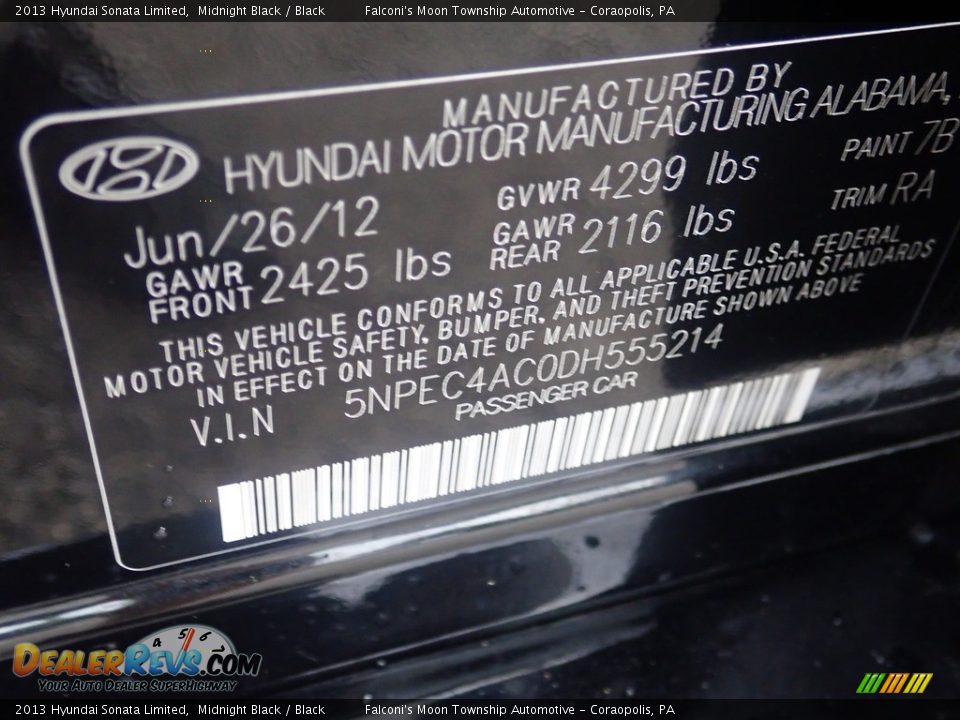 2013 Hyundai Sonata Limited,  Midnight Black / Black        Falconi's Moon Township Automotive - Coraopolis, PA
MANUFACTURED BY
HYUNDAI MOTOR MANUFACTURING ALABAMA,
Jun/26/12 GVWR 4299 lbs PAINT 7B
GAWR FRONT 2425 lbs GAWR REAR 2116 lbs TRIM RA
THIS VEHICLE CONFORMS TO ALL APPLICABLE U.S.A. FEDERAL
MOTOR VEHICLE SAFETY, BUMPER, AND THEFT PREVENTION STANDARDS
IN EFFECT ON THE DATE OF MANUFACTURE SHOWN ABOVE
V.I.N 5NPEC4AC0DH555214
PASSENGER CAR
4 5 6 7
DealerRevs.com
Your Auto Dealer SuperHighway
2013 Hyundai Sonata Limited,  Midnight Black / Black        Falconi's Moon Township Automotive - Coraopolis, PA